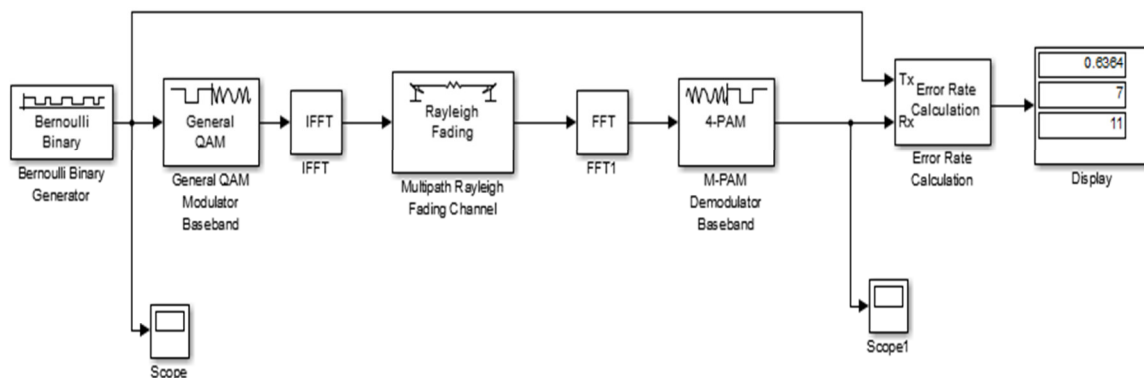 Bernoulli
Binary
Bernoulli Binary
Generator
General
QAM
General QAM
Modulator
Baseband
IFFT
IFFT
Rayleigh
Fading
Multipath Rayleigh
Fading Channel
FFT
FFT1
4-PAM
M-PAM
Demodulator
Baseband
Tx
Rx
Error Rate
Calculation
Error Rate
Calculation
0.6364
7
11
Display
Scope
Scope1